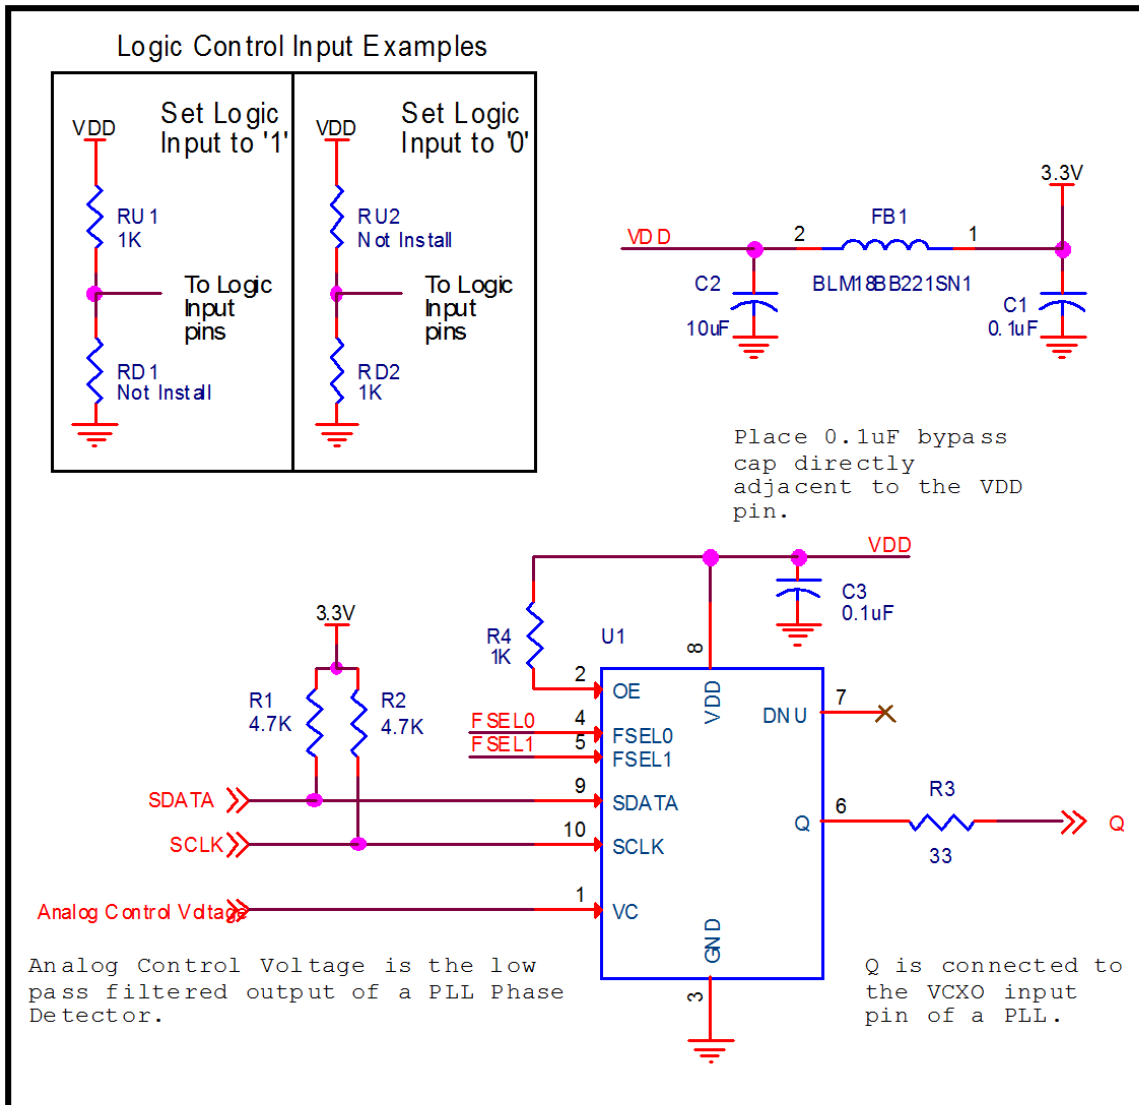 Logic Control Input Examples
Set Logic
Input to '1'
VDD
RU1
1K
To Logic
Input
pins
RD1
Not Install
Set Logic
Input to '0'
VDD
RU2
Not Install
To Logic
Input
pins
RD2
1K
3.3V
FB1
VDD
2
1
C2
BLM18BB221SN1
C1
10uF
0.1uF
Place 0.1uF bypass
cap directly
adjacent to the VDD
pin.
VDD
C3
0.1uF
3.3V
R4
1K
U1
8
R1
4.7K
R2
4.7K
2
OE
VDD
DNU
7
FSEL0
4
FSEL0
FSEL1
5
FSEL1
SDATA
9
SDATA
SCLK
10
SCLK
Q
6
R3
33
Q
Analog Control Voltage
1
VC
GND
3
Analog Control Voltage is the low
pass filtered output of a PLL Phase
Detector.
Q is connected to
the VCXO input
pin of a PLL.